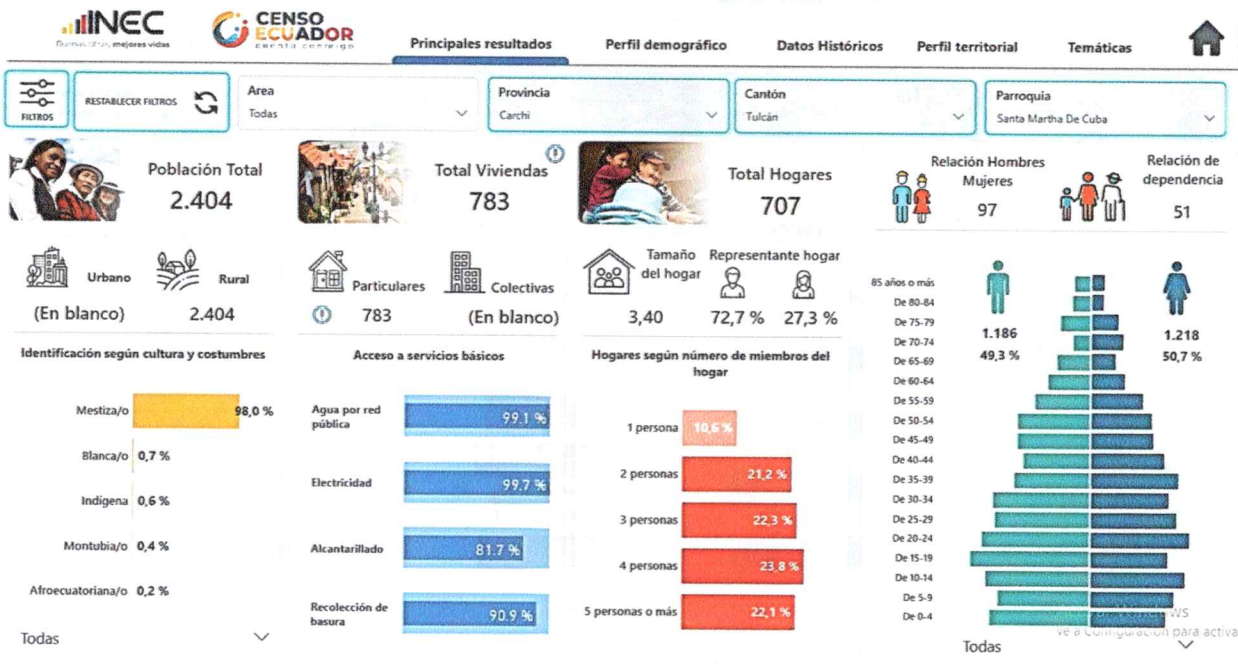 INEC
Buenas cifras, mejores vidas
CENSO
ECUADOR
cuenta conmigo
Principales resultados
Perfil demográfico
Datos Históricos
Perfil territorial
Temáticas
FILTROS
RESTABLECER FILTROS
Area
Todas
Provincia
Carchi
Cantón
Tulcán
Parroquia
Santa Martha De Cuba
Población Total
2.404
Total Viviendas
783
Total Hogares
707
Relación Hombres
Mujeres
97
Relación de
dependencia
51
Urbano
(En blanco)
Rural
2.404
Particulares
783
Colectivas
(En blanco)
Tamaño
del hogar
3,40
Representante hogar
72,7 %
27,3 %
Identificación según cultura y costumbres
Mestiza/o 98,0 %
Blanca/o 0,7 %
Indígena 0,6 %
Montubia/o 0,4 %
Afroecuatoriana/o 0,2 %
Todas
Acceso a servicios básicos
Agua por red
pública
99.1 %
Electricidad
99.7 %
Alcantarillado
81.7 %
Recolección de
basura
90.9 %
Hogares según número de miembros del
hogar
1 persona 10,6 %
2 personas 21,2 %
3 personas 22,3 %
4 personas 23,8 %
5 personas o más 22,1 %
1.186
49,3 %
1.218
50,7 %
85 años o más
De 80-84
De 75-79
De 70-74
De 65-69
De 60-64
De 55-59
De 50-54
De 45-49
De 40-44
De 35-39
De 30-34
De 25-29
De 20-24
De 15-19
De 10-14
De 5-9
De 0-4
Ve a Configuración para activa
Todas